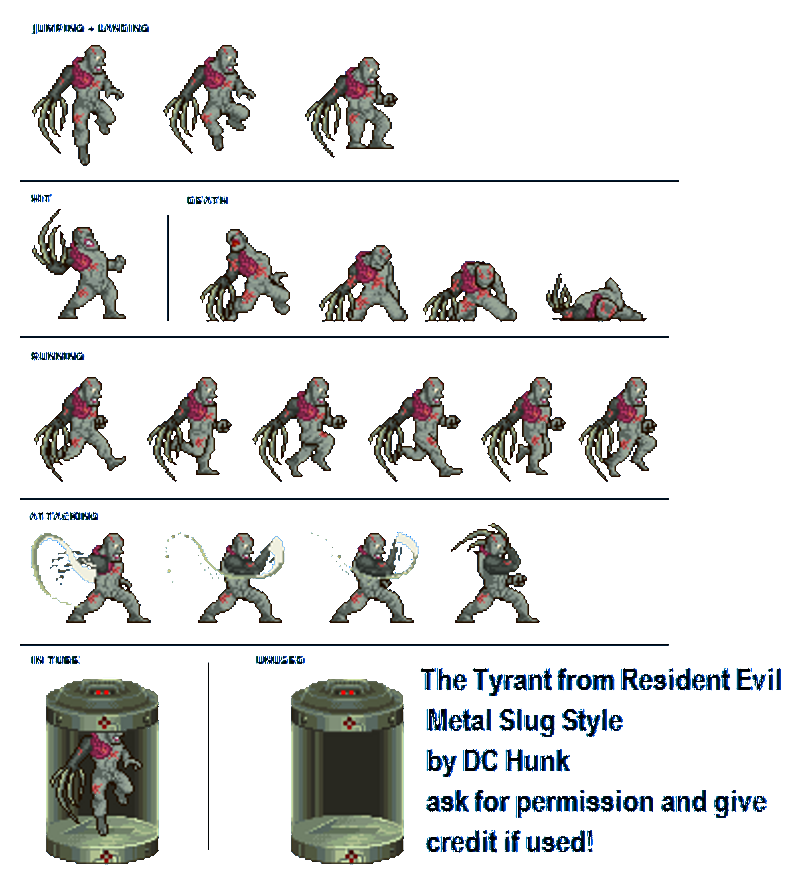 JUMPING + LANDING
HIT
DEATH
RUNNING
ATTACKING
IN TUBE
UNUSED
The Tyrant from Resident Evil
Metal Slug Style
by DC Hunk
ask for permission and give
credit if used!